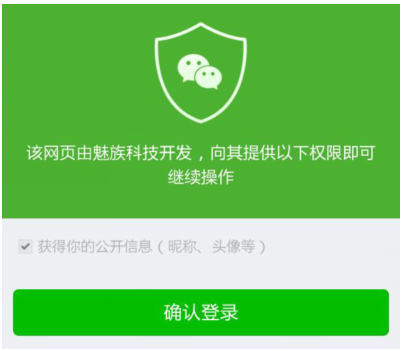 该网页由魅族科技开发，向其提供以下权限即可
继续操作
获得你的公开信息（昵称、头像等）
确认登录